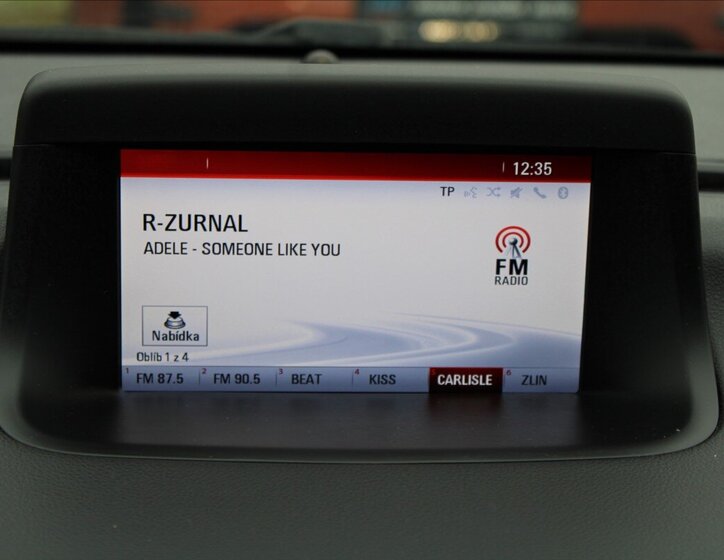 12:35
TP
R-ZURNAL
ADELE - SOMEONE LIKE YOU
FM
RADIO
Nabídka
Oblíb 1 z 4
1 FM 87.5 2 FM 90.5 3 BEAT 4 KISS 5 CARLISLE 6 ZLIN